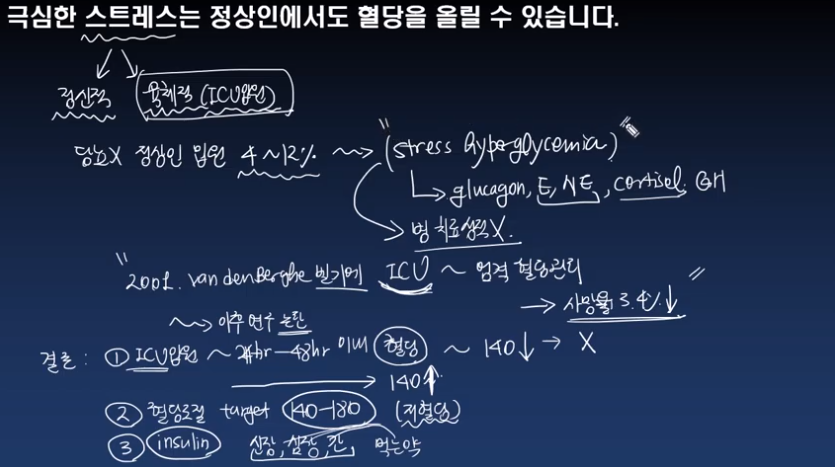 극심한 스트레스는 정상인에서도 혈당을 올릴 수 있습니다.
정신적 육체적 (ICU입원)
당뇨X 정상인 입원 4~12% → "(stress hyperglycemia)"
→ glucagon, E, NE, cortisol. GH
→ 병 치료성적 X.
"2001. van den Berghe 벨기에 ICU ~ 엄격 혈당관리
→ 사망률 3.4%↓"
→ 이후 연구 논란
결론 : ① ICU입원 ~ 24hr-48hr 이내 혈당 ~ 140↓ → X
→ 140↑
② 혈당조절 target 140-180 (저혈당)
③ insulin 신장, 심장, 간, 먹는약